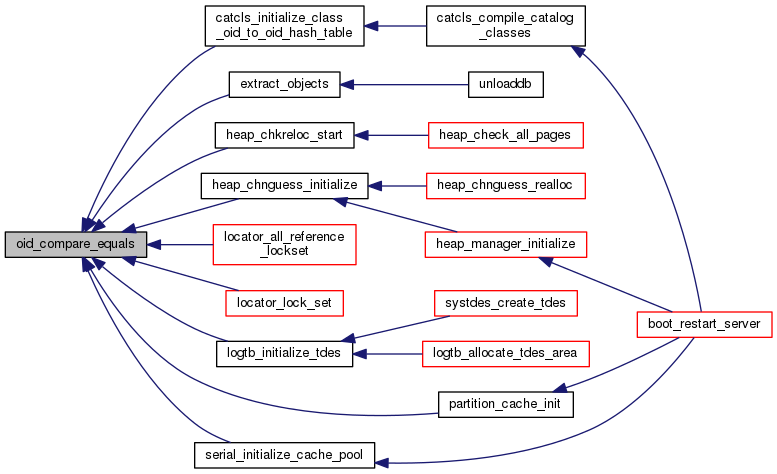 catcls_initialize_class
_oid_to_oid_hash_table
catcls_compile_catalog
_classes
extract_objects
unloaddb
heap_chkreloc_start
heap_check_all_pages
heap_chnguess_initialize
heap_chnguess_realloc
oid_compare_equals
locator_all_reference
_lockset
heap_manager_initialize
locator_lock_set
systdes_create_tdes
boot_restart_server
logtb_initialize_tdes
logtb_allocate_tdes_area
partition_cache_init
serial_initialize_cache_pool